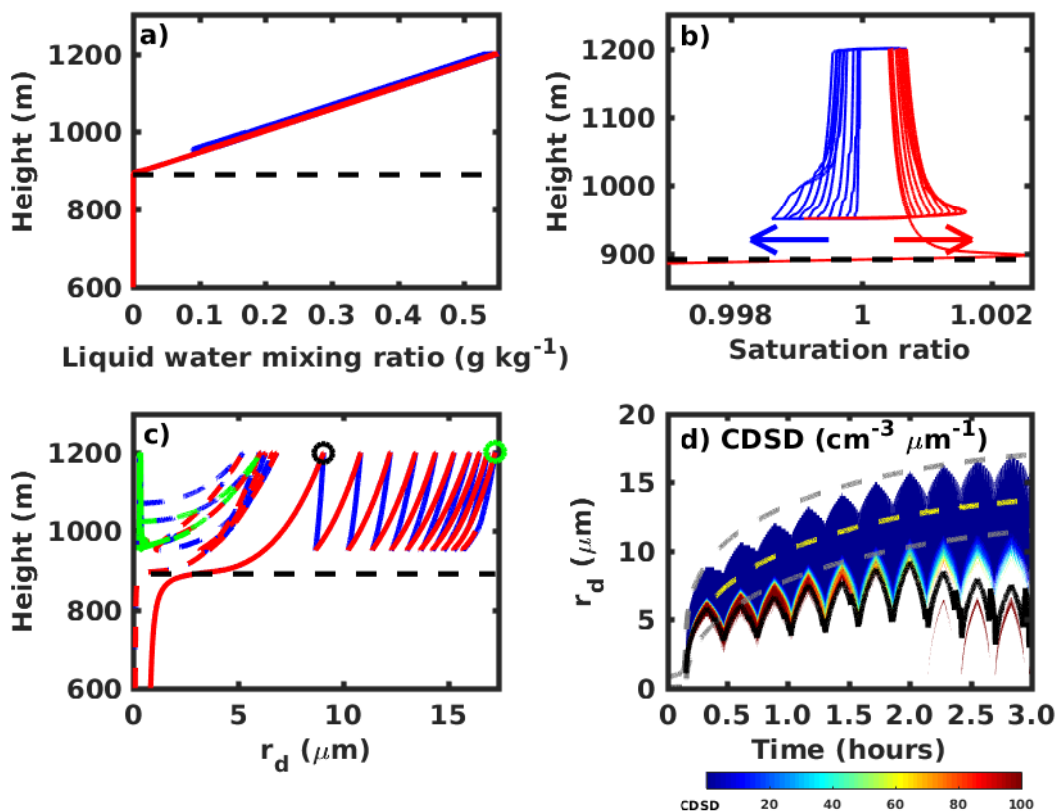 a)
1200
1000
800
600
Height (m)
0 0.1 0.2 0.3 0.4 0.5
Liquid water mixing ratio (g kg⁻¹)
b)
1200
1100
1000
900
Height (m)
0.998 1 1.002
Saturation ratio
c)
1200
1000
800
600
Height (m)
0 5 10 15
r_d (μm)
d) CDSD (cm⁻³ μm⁻¹)
20
15
10
5
0
r_d (μm)
0 0.5 1.0 1.5 2.0 2.5 3.0
Time (hours)
CDSD 20 40 60 80 100